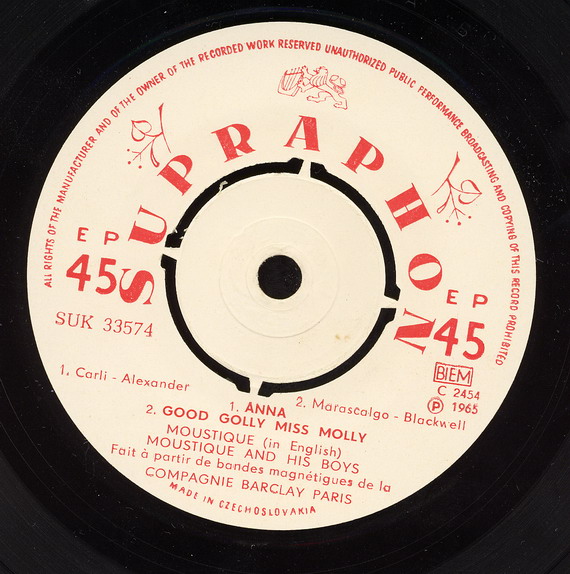 ALL RIGHTS OF THE MANUFACTURER AND OF THE OWNER OF THE RECORDED WORK RESERVED UNAUTHORIZED PUBLIC PERFORMANCE BROADCASTING AND COPYING OF THIS RECORD PROHIBITED
SUPRAPHON
EP
45
EP
45
SUK 33574
BIEM
C 2454
Ⓟ 1965
1. Carli - Alexander
2. Marascalgo - Blackwell
1. ANNA
2. GOOD GOLLY MISS MOLLY
MOUSTIQUE (in English)
MOUSTIQUE AND HIS BOYS
Fait à partir de bandes magnétigues de la
COMPAGNIE BARCLAY PARIS
MADE IN CZECHOSLOVAKIA